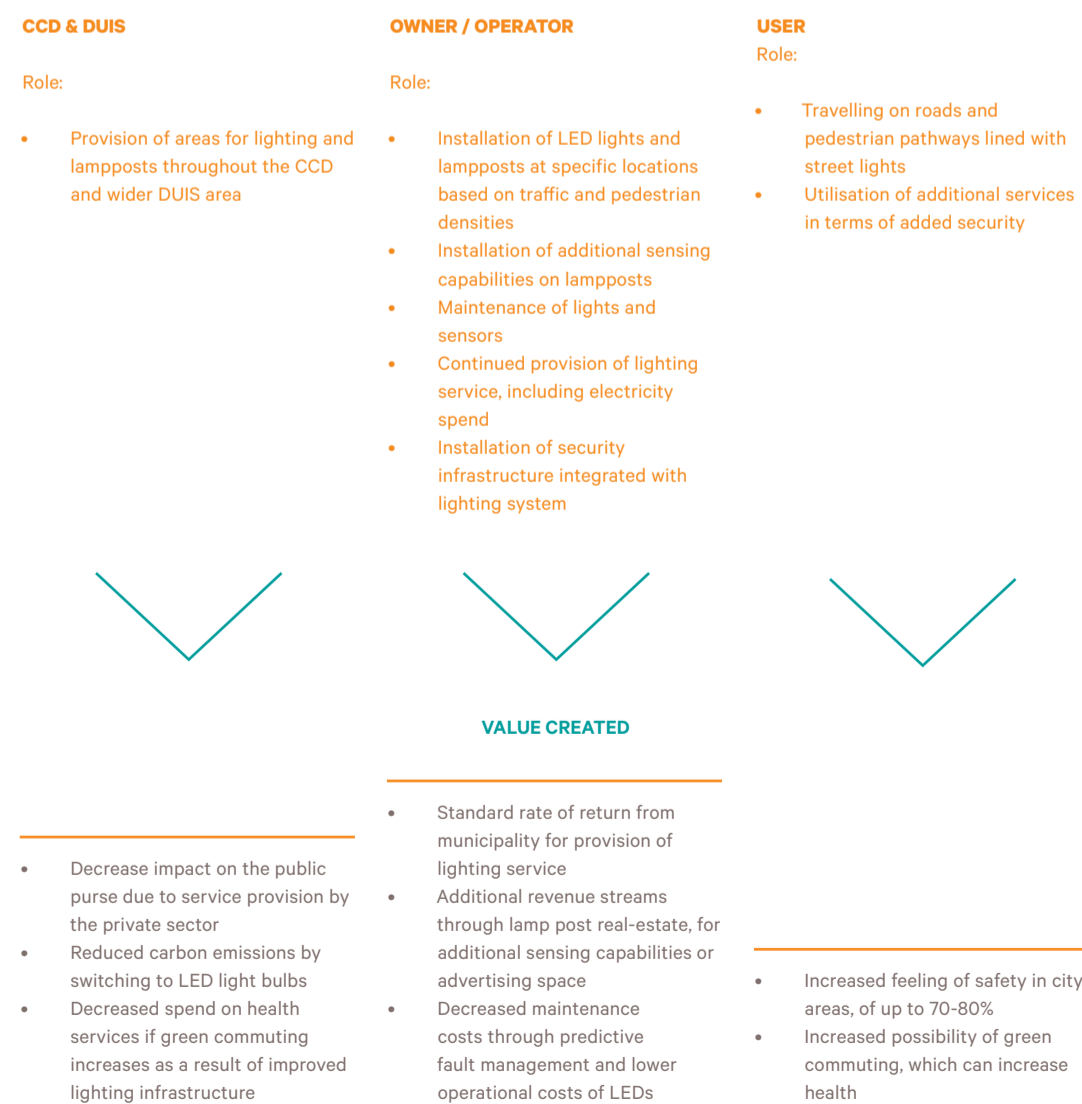 CCD & DUIS
Role:
• Provision of areas for lighting and
lampposts throughout the CCD
and wider DUIS area
OWNER / OPERATOR
Role:
• Installation of LED lights and
lampposts at specific locations
based on traffic and pedestrian
densities
• Installation of additional sensing
capabilities on lampposts
• Maintenance of lights and
sensors
• Continued provision of lighting
service, including electricity
spend
• Installation of security
infrastructure integrated with
lighting system
USER
Role:
• Travelling on roads and
pedestrian pathways lined with
street lights
• Utilisation of additional services
in terms of added security
VALUE CREATED
• Decrease impact on the public
purse due to service provision by
the private sector
• Reduced carbon emissions by
switching to LED light bulbs
• Decreased spend on health
services if green commuting
increases as a result of improved
lighting infrastructure
• Standard rate of return from
municipality for provision of
lighting service
• Additional revenue streams
through lamp post real-estate, for
additional sensing capabilities or
advertising space
• Decreased maintenance
costs through predictive
fault management and lower
operational costs of LEDs
• Increased feeling of safety in city
areas, of up to 70-80%
• Increased possibility of green
commuting, which can increase
health